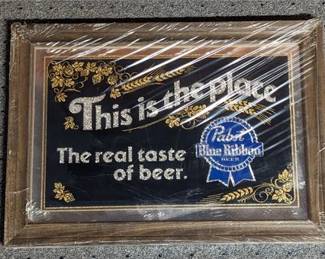 This is the place
The real taste
of beer.
Pabst
Blue Ribbon
BEER